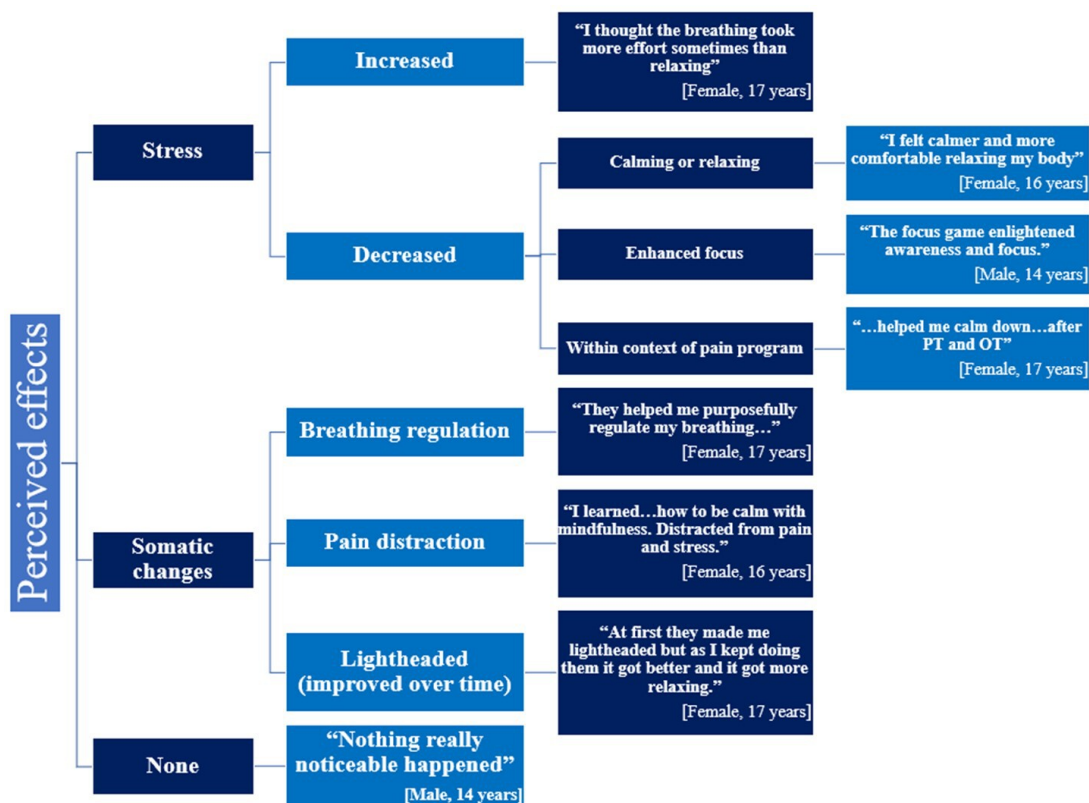 Perceived effects
Stress
Increased
“I thought the breathing took
more effort sometimes than
relaxing”
[Female, 17 years]
Decreased
Calming or relaxing
“I felt calmer and more
comfortable relaxing my body”
[Female, 16 years]
Enhanced focus
“The focus game enlightened
awareness and focus.”
[Male, 14 years]
Within context of pain program
“…helped me calm down…after
PT and OT”
[Female, 17 years]
Somatic
changes
Breathing regulation
“They helped me purposefully
regulate my breathing…”
[Female, 17 years]
Pain distraction
“I learned…how to be calm with
mindfulness. Distracted from pain
and stress.”
[Female, 16 years]
Lightheaded
(improved over time)
“At first they made me
lightheaded but as I kept doing
them it got better and it got more
relaxing.”
[Female, 17 years]
None
“Nothing really
noticeable happened”
[Male, 14 years]